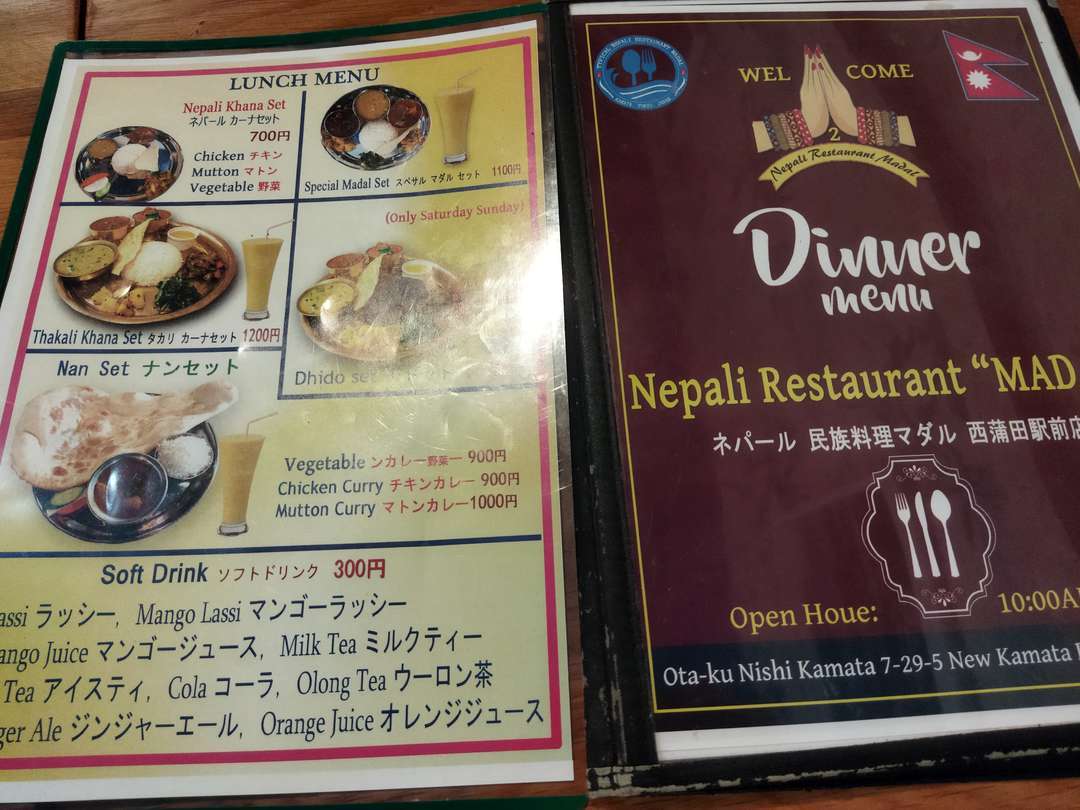 LUNCH MENU
Nepali Khana Set
ネパール カーナセット
700円
Chicken チキン
Mutton マトン
Vegetable 野菜
Special Madal Set スペサル マダル セット 1100円
Thakali Khana Set タカリ カーナセット 1200円
(Only Saturday Sunday)
Dhido set
Nan Set ナンセット
Vegetable ンカレー野菜ー 900円
Chicken Curry チキンカレー 900円
Mutton Curry マトンカレー1000円
Soft Drink ソフトドリンク 300円
assi ラッシー, Mango Lassi マンゴーラッシー
ango Juice マンゴージュース, Milk Tea ミルクティー
Tea アイスティ, Cola コーラ, Olong Tea ウーロン茶
ger Ale ジンジャーエール, Orange Juice オレンジジュース
WEL COME
2
Nepali Restaurant Madal
Dinner
menu
Nepali Restaurant “MAD
ネパール 民族料理マダル 西蒲田駅前店
Open Houe: 10:00A
Ota-ku Nishi Kamata 7-29-5 New Kamata